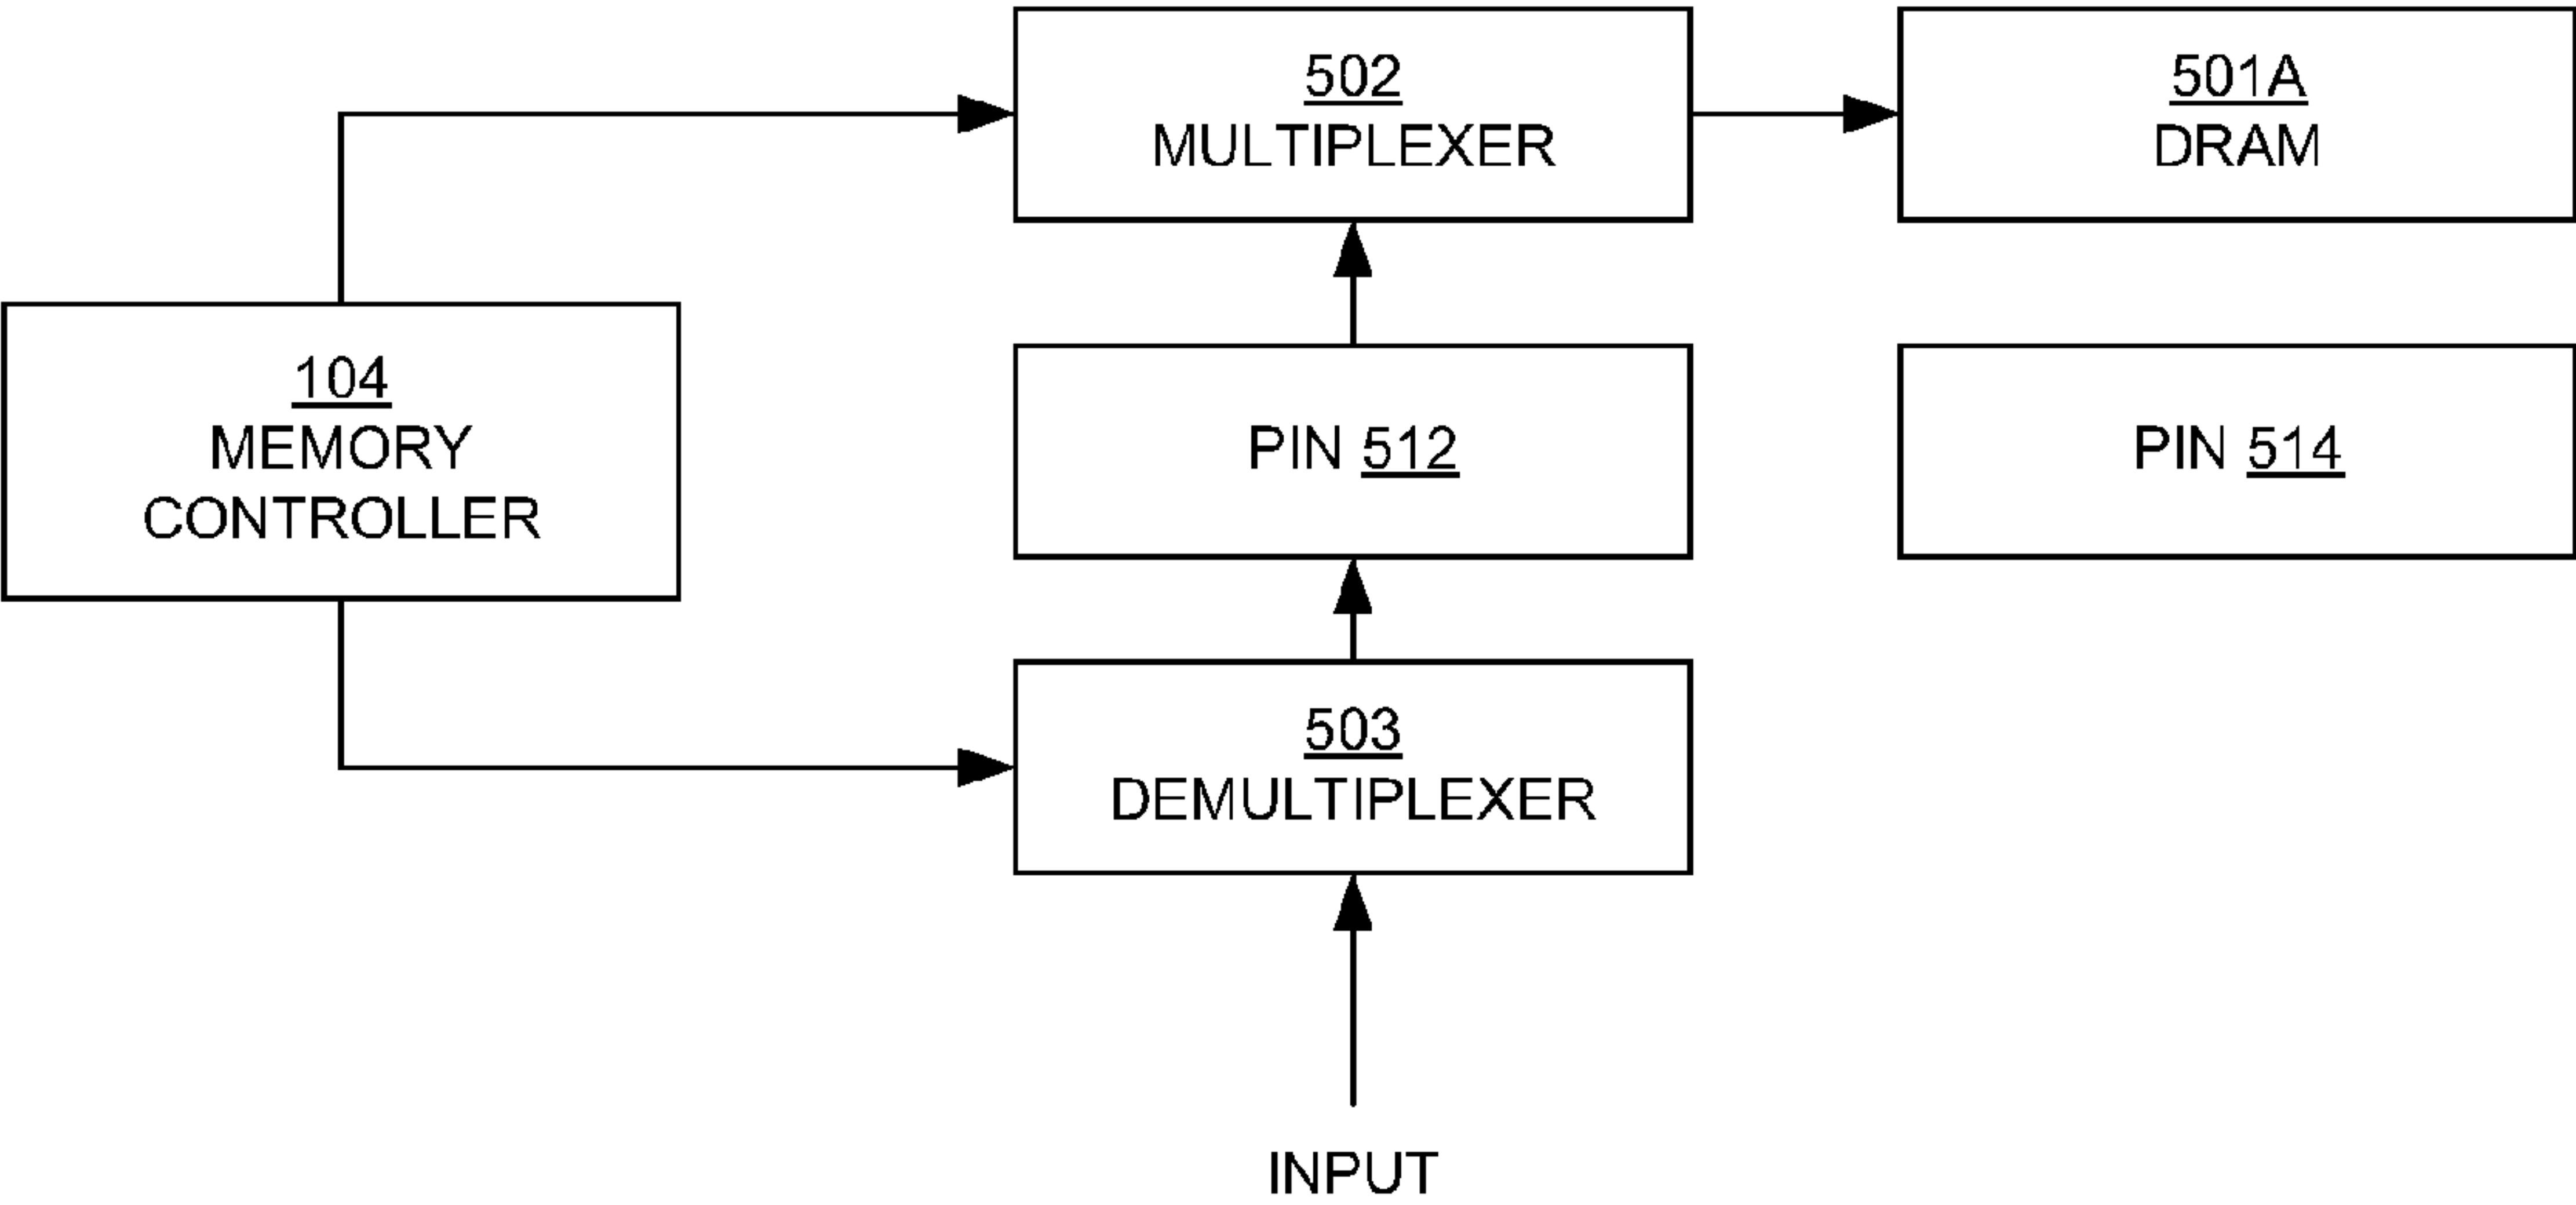 502
MULTIPLEXER
501A
DRAM
104
MEMORY
CONTROLLER
PIN 512
PIN 514
503
DEMULTIPLEXER
INPUT